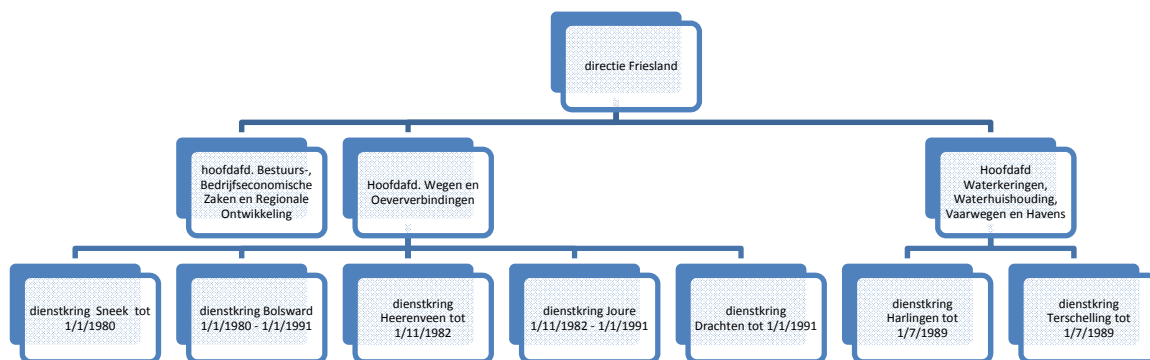 directie Friesland
hoofdafd. Bestuurs-,
Bedrijfseconomische
Zaken en Regionale
Ontwikkeling
Hoofdafd. Wegen en
Oeververbindingen
Hoofdafd
Waterkeringen,
Waterhuishouding,
Vaarwegen en Havens
dienstkring Sneek tot
1/1/1980
dienstkring Bolsward
1/1/1980 - 1/1/1991
dienstkring
Heerenveen tot
1/11/1982
dienstkring Joure
1/11/1982 - 1/1/1991
dienstkring
Drachten tot 1/1/1991
dienstkring
Harlingen tot
1/7/1989
dienstkring
Terschelling tot
1/7/1989